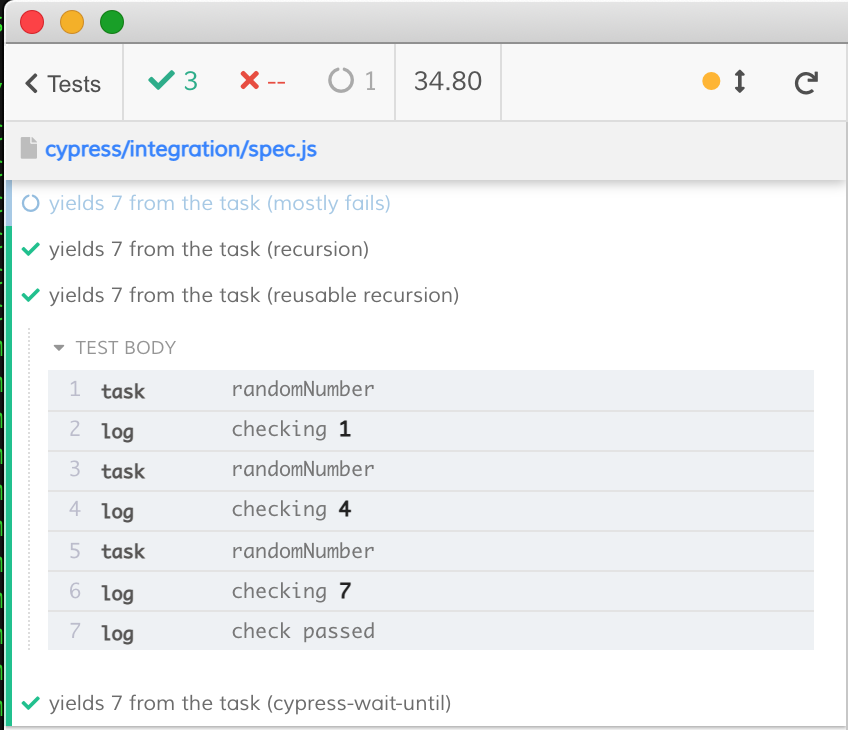 Tests 3 -- 1 34.80
cypress/integration/spec.js
yields 7 from the task (mostly fails)
yields 7 from the task (recursion)
yields 7 from the task (reusable recursion)
TEST BODY
1 task randomNumber
2 log checking 1
3 task randomNumber
4 log checking 4
5 task randomNumber
6 log checking 7
7 log check passed
yields 7 from the task (cypress-wait-until)